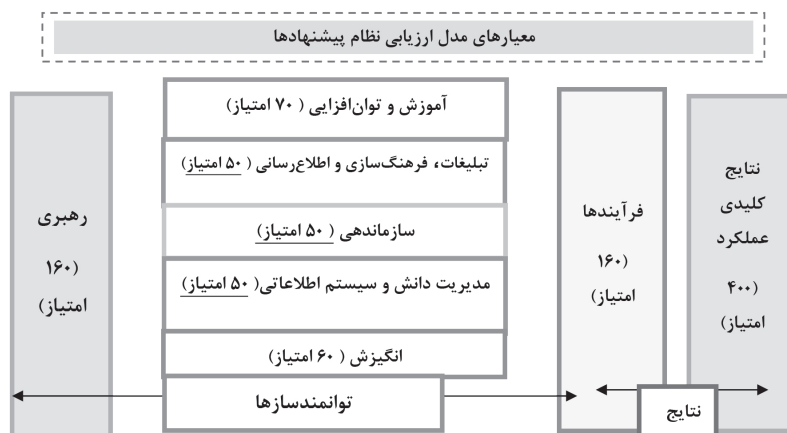 معیارهای مدل ارزیابی نظام پیشنهادها
رهبری
(۱۶۰
امتیاز)
آموزش و توان‌افزایی ( ۷۰ امتیاز)
تبلیغات، فرهنگ‌سازی و اطلاع‌رسانی ( ۵۰ امتیاز)
سازماندهی ( ۵۰ امتیاز)
مدیریت دانش و سیستم اطلاعاتی( ۵۰ امتیاز)
انگیزش ( ۶۰ امتیاز)
توانمندسازها
فرآیندها
(۱۶۰
امتیاز)
نتایج
کلیدی
عملکرد
(۴۰۰
امتیاز)
نتایج